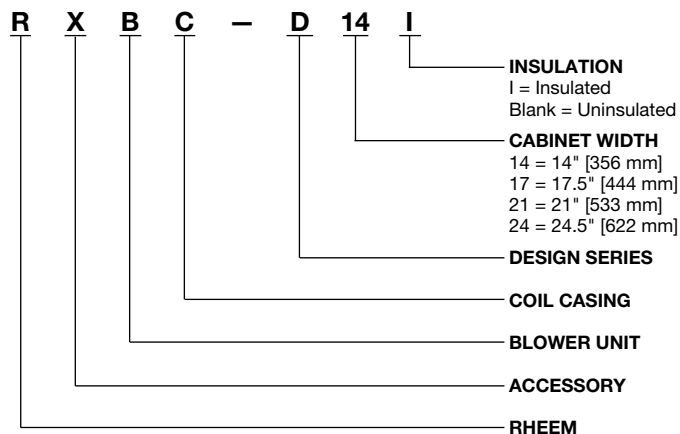 R X B C — D 14 I
INSULATION
I = Insulated
Blank = Uninsulated
CABINET WIDTH
14 = 14" [356 mm]
17 = 17.5" [444 mm]
21 = 21" [533 mm]
24 = 24.5" [622 mm]
DESIGN SERIES
COIL CASING
BLOWER UNIT
ACCESSORY
RHEEM